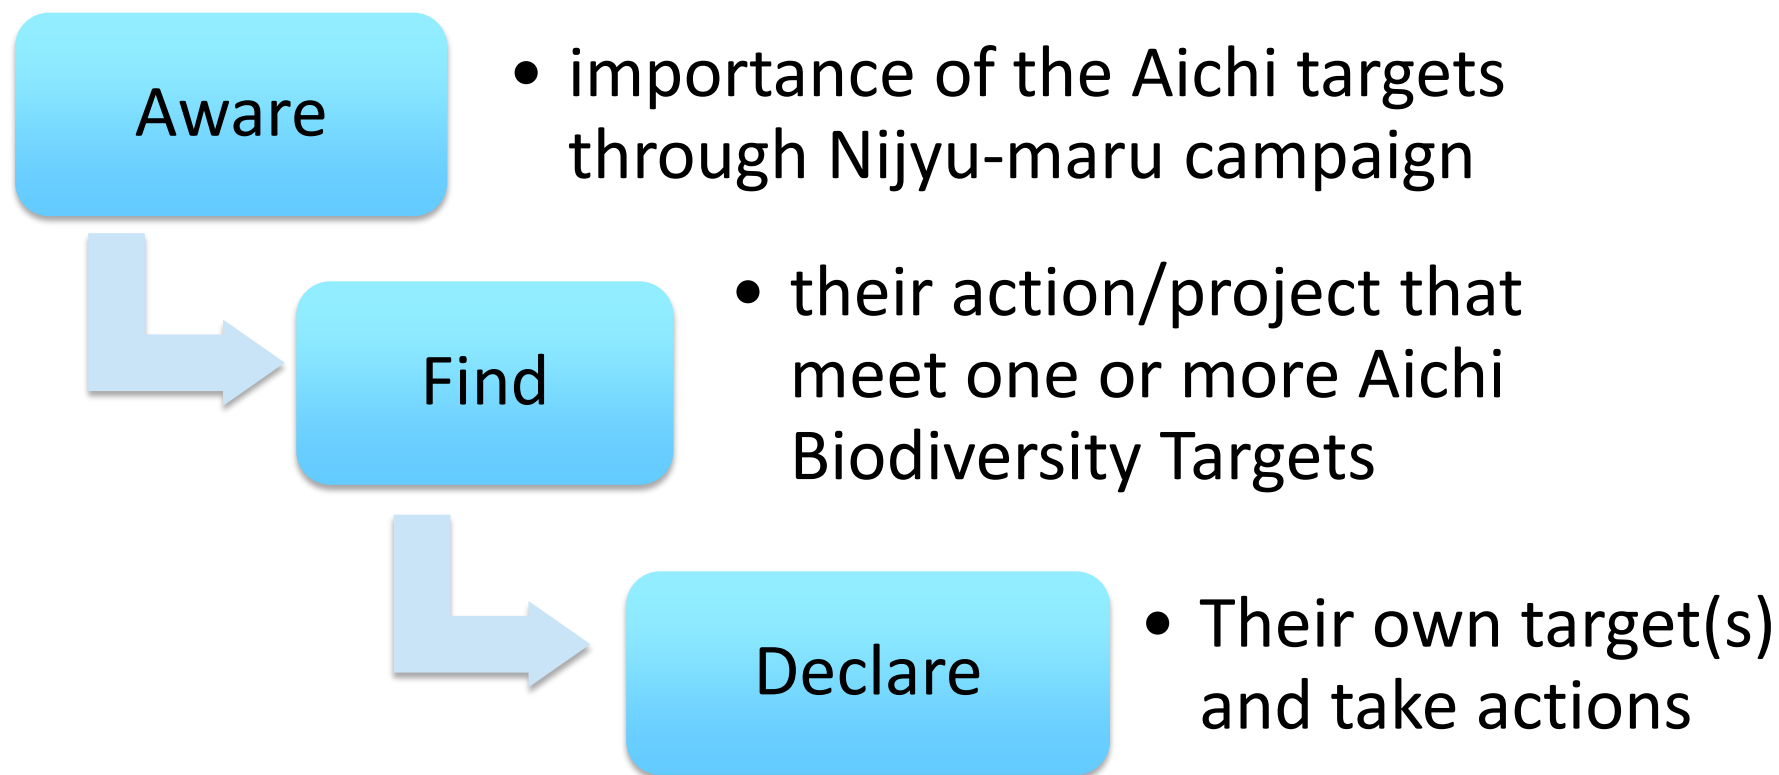 Aware
• importance of the Aichi targets
through Nijyu-maru campaign
Find
• their action/project that
meet one or more Aichi
Biodiversity Targets
Declare
• Their own target(s)
and take actions